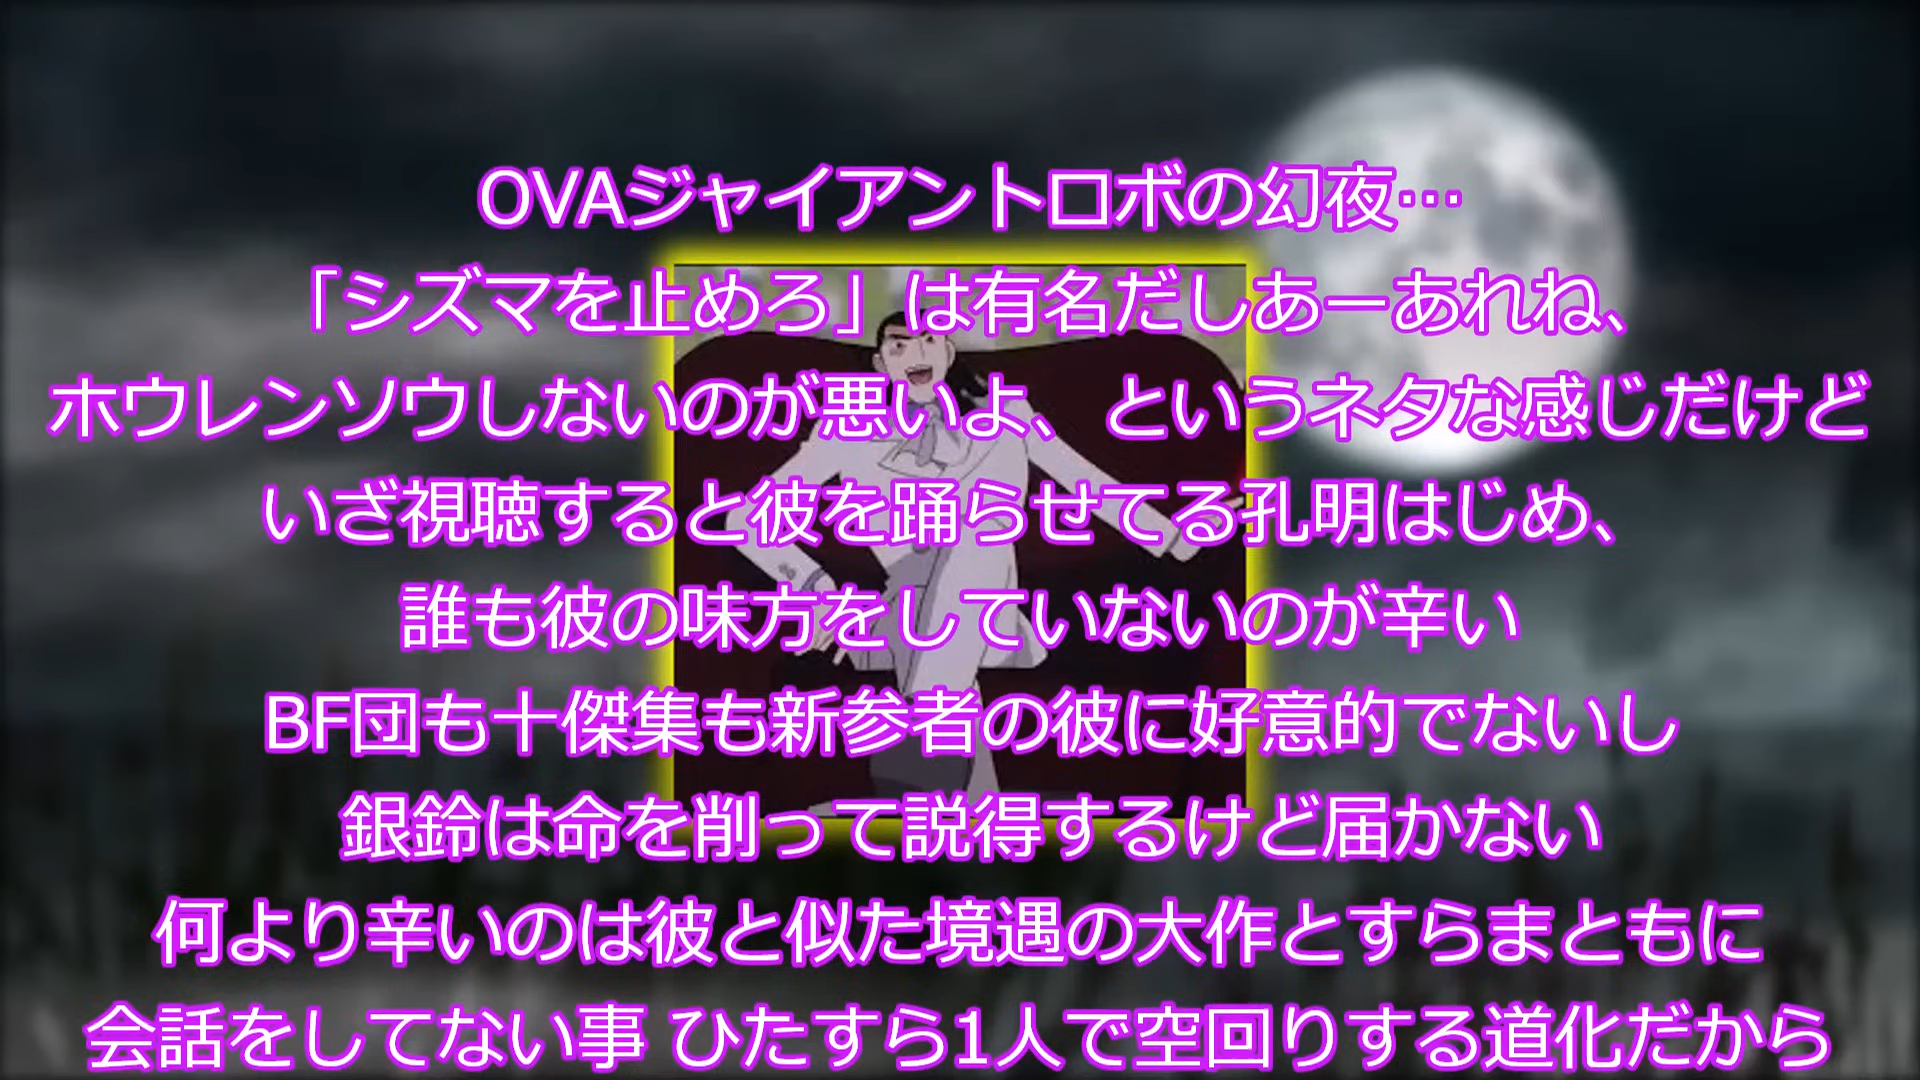 OVAジャイアントロボの幻夜…
「シズマを止めろ」は有名だしあーあれね、
ホウレンソウしないのが悪いよ、というネタな感じだけど
いざ視聴すると彼を踊らせてる孔明はじめ、
誰も彼の味方をしていないのが辛い
BF団も十傑集も新参者の彼に好意的でないし
銀鈴は命を削って説得するけど届かない
何より辛いのは彼と似た境遇の大作とすらまともに
会話をしてない事 ひたすら1人で空回りする道化だから